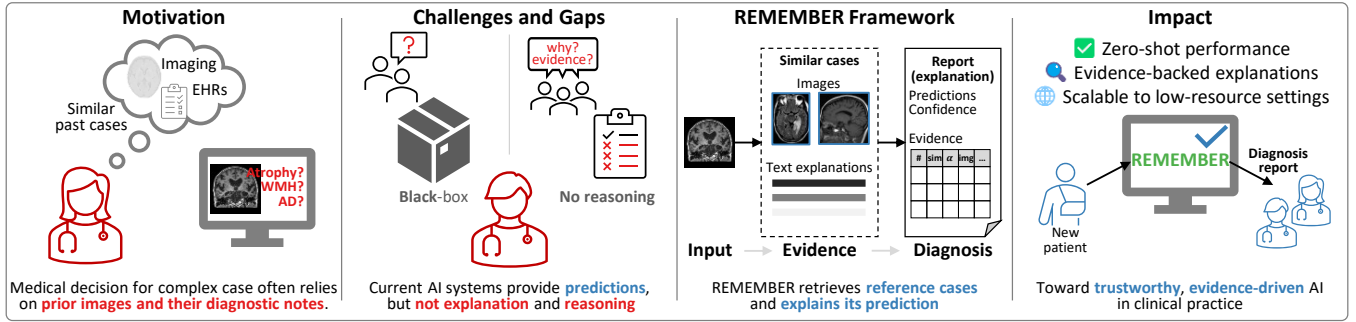 Motivation
Imaging
EHRs
Similar
past cases
Atrophy?
WMH?
AD?
Medical decision for complex case often relies
on prior images and their diagnostic notes.
Challenges and Gaps
?
why?
evidence?
Black-box
No reasoning
Current AI systems provide predictions,
but not explanation and reasoning
REMEMBER Framework
Similar cases
Images
Text explanations
Report
(explanation)
Predictions
Confidence
Evidence
# sim α img ...
Input Evidence Diagnosis
REMEMBER retrieves reference cases
and explains its prediction
Impact
Zero-shot performance
Evidence-backed explanations
Scalable to low-resource settings
REMEMBER
Diagnosis
report
New
patient
Toward trustworthy, evidence-driven AI
in clinical practice